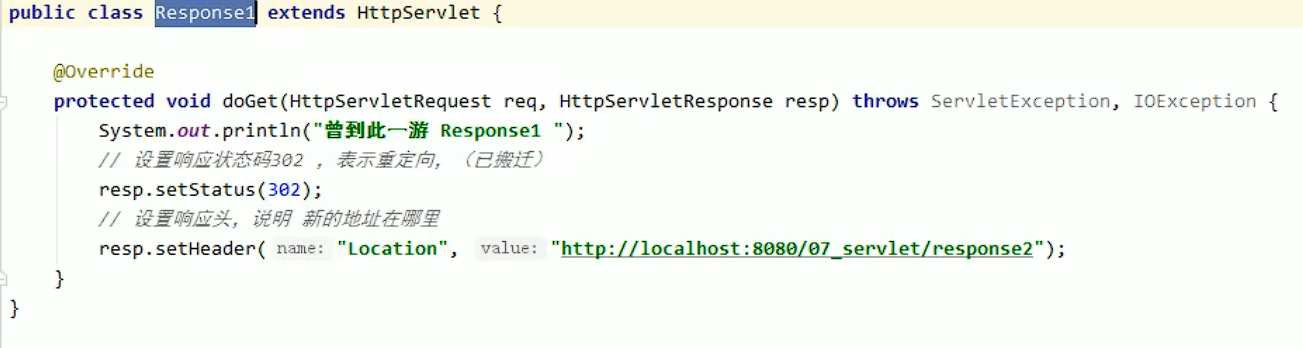 public class Response1 extends HttpServlet {
@Override
protected void doGet(HttpServletRequest req, HttpServletResponse resp) throws ServletException, IOException {
System.out.println("曾到此一游 Response1 ");
// 设置响应状态码302 ，表示重定向，（已搬迁）
resp.setStatus(302);
// 设置响应头，说明 新的地址在哪里
resp.setHeader( name: "Location", value: "http://localhost:8080/07_servlet/response2");
}
}